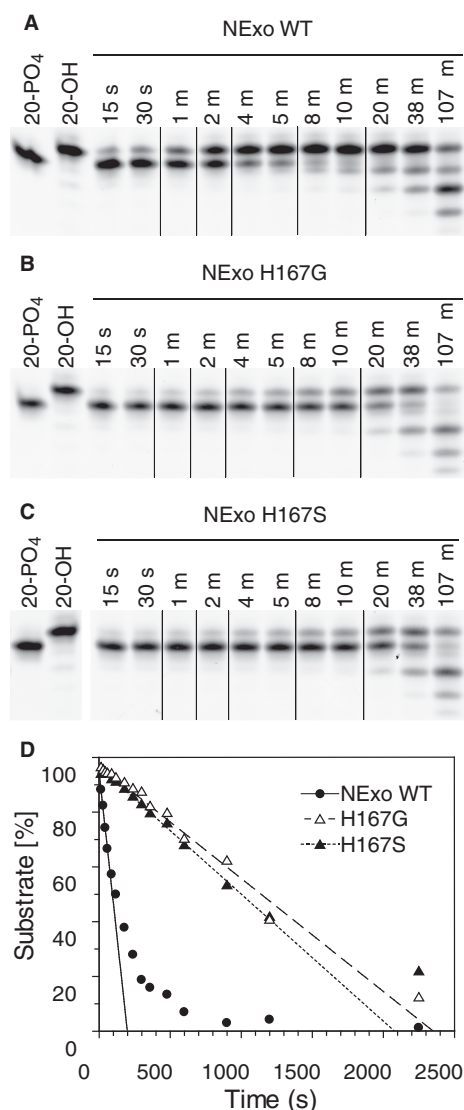 A
NExo WT
20-PO4 20-OH 15 s 30 s 1 m 2 m 4 m 5 m 8 m 10 m 20 m 38 m 107 m
B
NExo H167G
20-PO4 20-OH 15 s 30 s 1 m 2 m 4 m 5 m 8 m 10 m 20 m 38 m 107 m
C
NExo H167S
20-PO4 20-OH 15 s 30 s 1 m 2 m 4 m 5 m 8 m 10 m 20 m 38 m 107 m
D
100
80
60
40
20
0
Substrate [%]
NExo WT
H167G
H167S
0 500 1000 1500 2000 2500
Time (s)